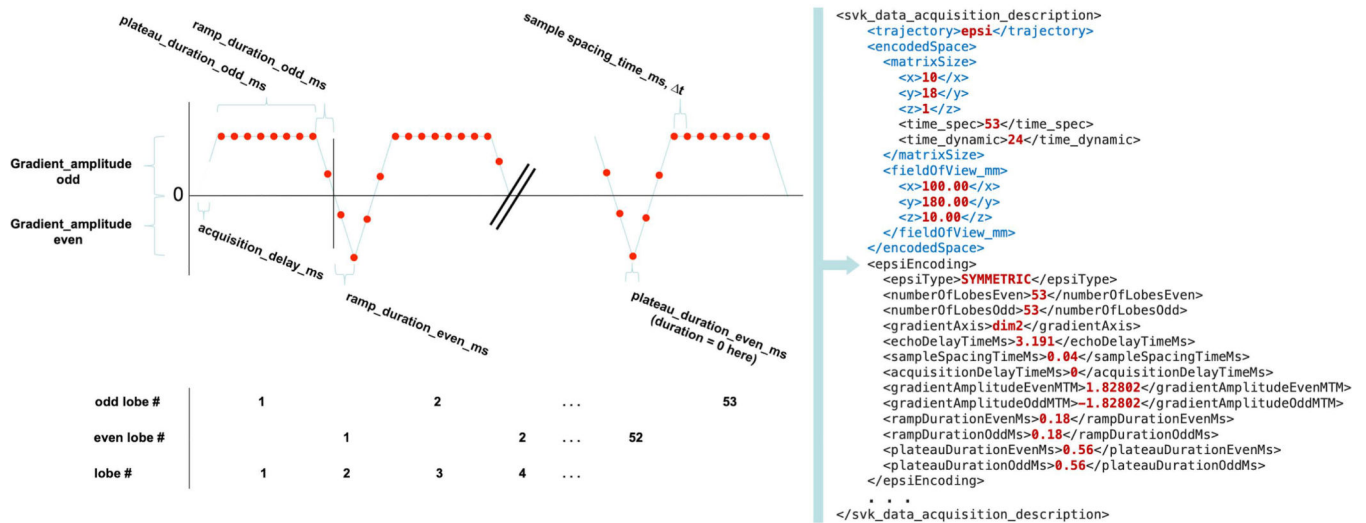 plateau_duration_odd_ms
ramp_duration_odd_ms
sample spacing_time_ms, Δt
Gradient_amplitude
odd
0
Gradient_amplitude
even
acquisition_delay_ms
ramp_duration_even_ms
plateau_duration_even_ms
(duration = 0 here)
odd lobe # 1 2 ... 53
even lobe # 1 2 ... 52
lobe # 1 2 3 4 ...
<svk_data_acquisition_description>
<trajectory>epsi</trajectory>
<encodedSpace>
<matrixSize>
<x>10</x>
<y>18</y>
<z>1</z>
<time_spec>53</time_spec>
<time_dynamic>24</time_dynamic>
</matrixSize>
<fieldOfView_mm>
<x>100.00</x>
<y>180.00</y>
<z>10.00</z>
</fieldOfView_mm>
</encodedSpace>
<epsiEncoding>
<epsiType>SYMMETRIC</epsiType>
<numberOfLobesEven>53</numberOfLobesEven>
<numberOfLobesOdd>53</numberOfLobesOdd>
<gradientAxis>dim2</gradientAxis>
<echoDelayTimeMs>3.191</echoDelayTimeMs>
<sampleSpacingTimeMs>0.04</sampleSpacingTimeMs>
<acquisitionDelayTimeMs>0</acquisitionDelayTimeMs>
<gradientAmplitudeEvenMTM>1.82802</gradientAmplitudeEvenMTM>
<gradientAmplitudeOddMTM>-1.82802</gradientAmplitudeOddMTM>
<rampDurationEvenMs>0.18</rampDurationEvenMs>
<rampDurationOddMs>0.18</rampDurationOddMs>
<plateauDurationEvenMs>0.56</plateauDurationEvenMs>
<plateauDurationOddMs>0.56</plateauDurationOddMs>
</epsiEncoding>
. . .
</svk_data_acquisition_description>